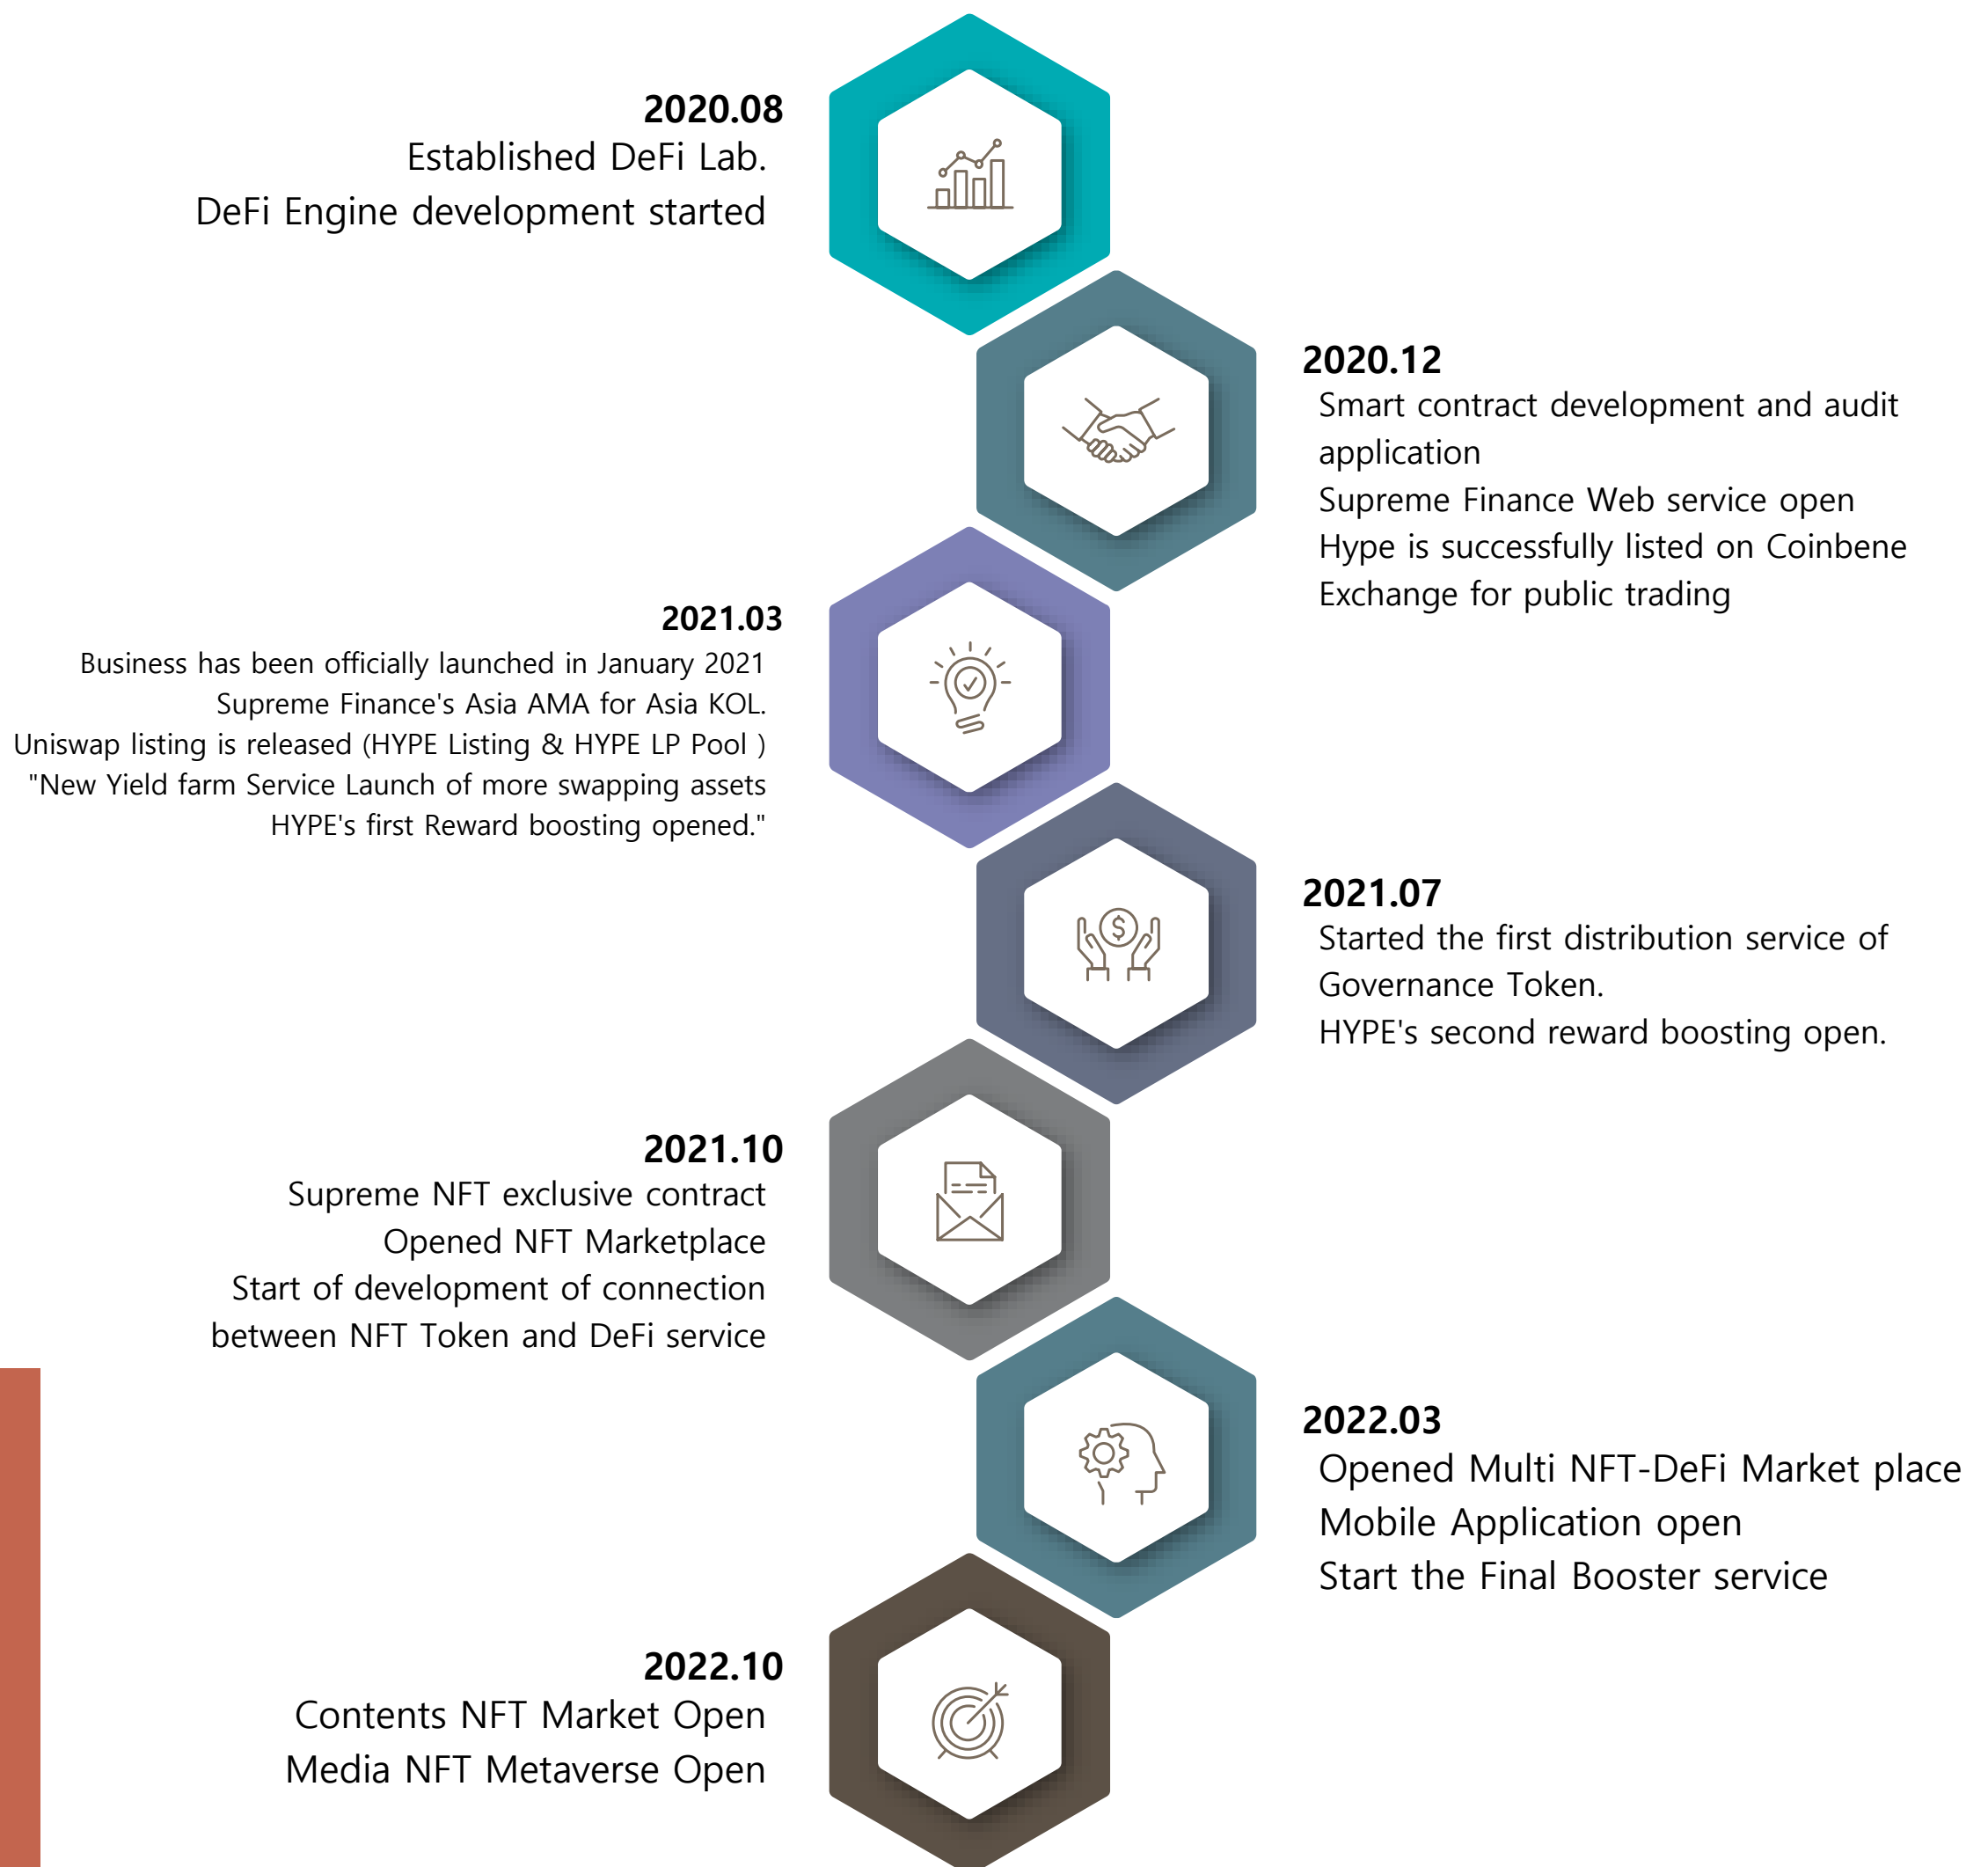 2020.08
Established DeFi Lab.
DeFi Engine development started
2020.12
Smart contract development and audit
application
Supreme Finance Web service open
Hype is successfully listed on Coinbene
Exchange for public trading
2021.03
Business has been officially launched in January 2021
Supreme Finance's Asia AMA for Asia KOL.
Uniswap listing is released (HYPE Listing & HYPE LP Pool )
"New Yield farm Service Launch of more swapping assets
HYPE's first Reward boosting opened."
2021.07
Started the first distribution service of
Governance Token.
HYPE's second reward boosting open.
2021.10
Supreme NFT exclusive contract
Opened NFT Marketplace
Start of development of connection
between NFT Token and DeFi service
2022.03
Opened Multi NFT-DeFi Market place
Mobile Application open
Start the Final Booster service
2022.10
Contents NFT Market Open
Media NFT Metaverse Open